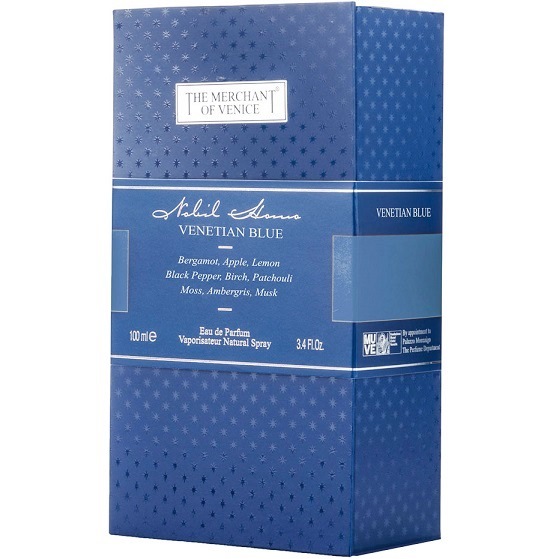 THE MERCHANT
OF VENICE
Nobil Homo
VENETIAN BLUE
Bergamot, Apple, Lemon
Black Pepper, Birch, Patchouli
Moss, Ambergris, Musk
Eau de Parfum
100 ml e Vaporisateur Natural Spray 3.4 Fl.Oz.
VENETIAN BLUE
MU
VE
By appointment to
Palazzo Mocenigo
The Perfume Department